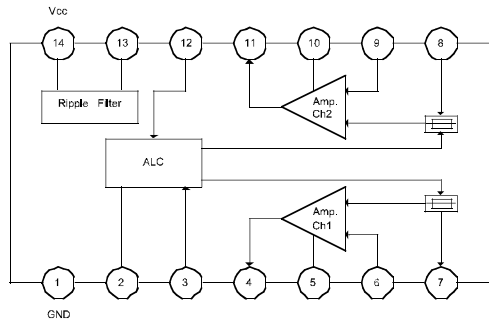 Vcc
14 13 12 11 10 9 8
Ripple Filter
Amp.
Ch2
ALC
Amp.
Ch1
1 2 3 4 5 6 7
GND